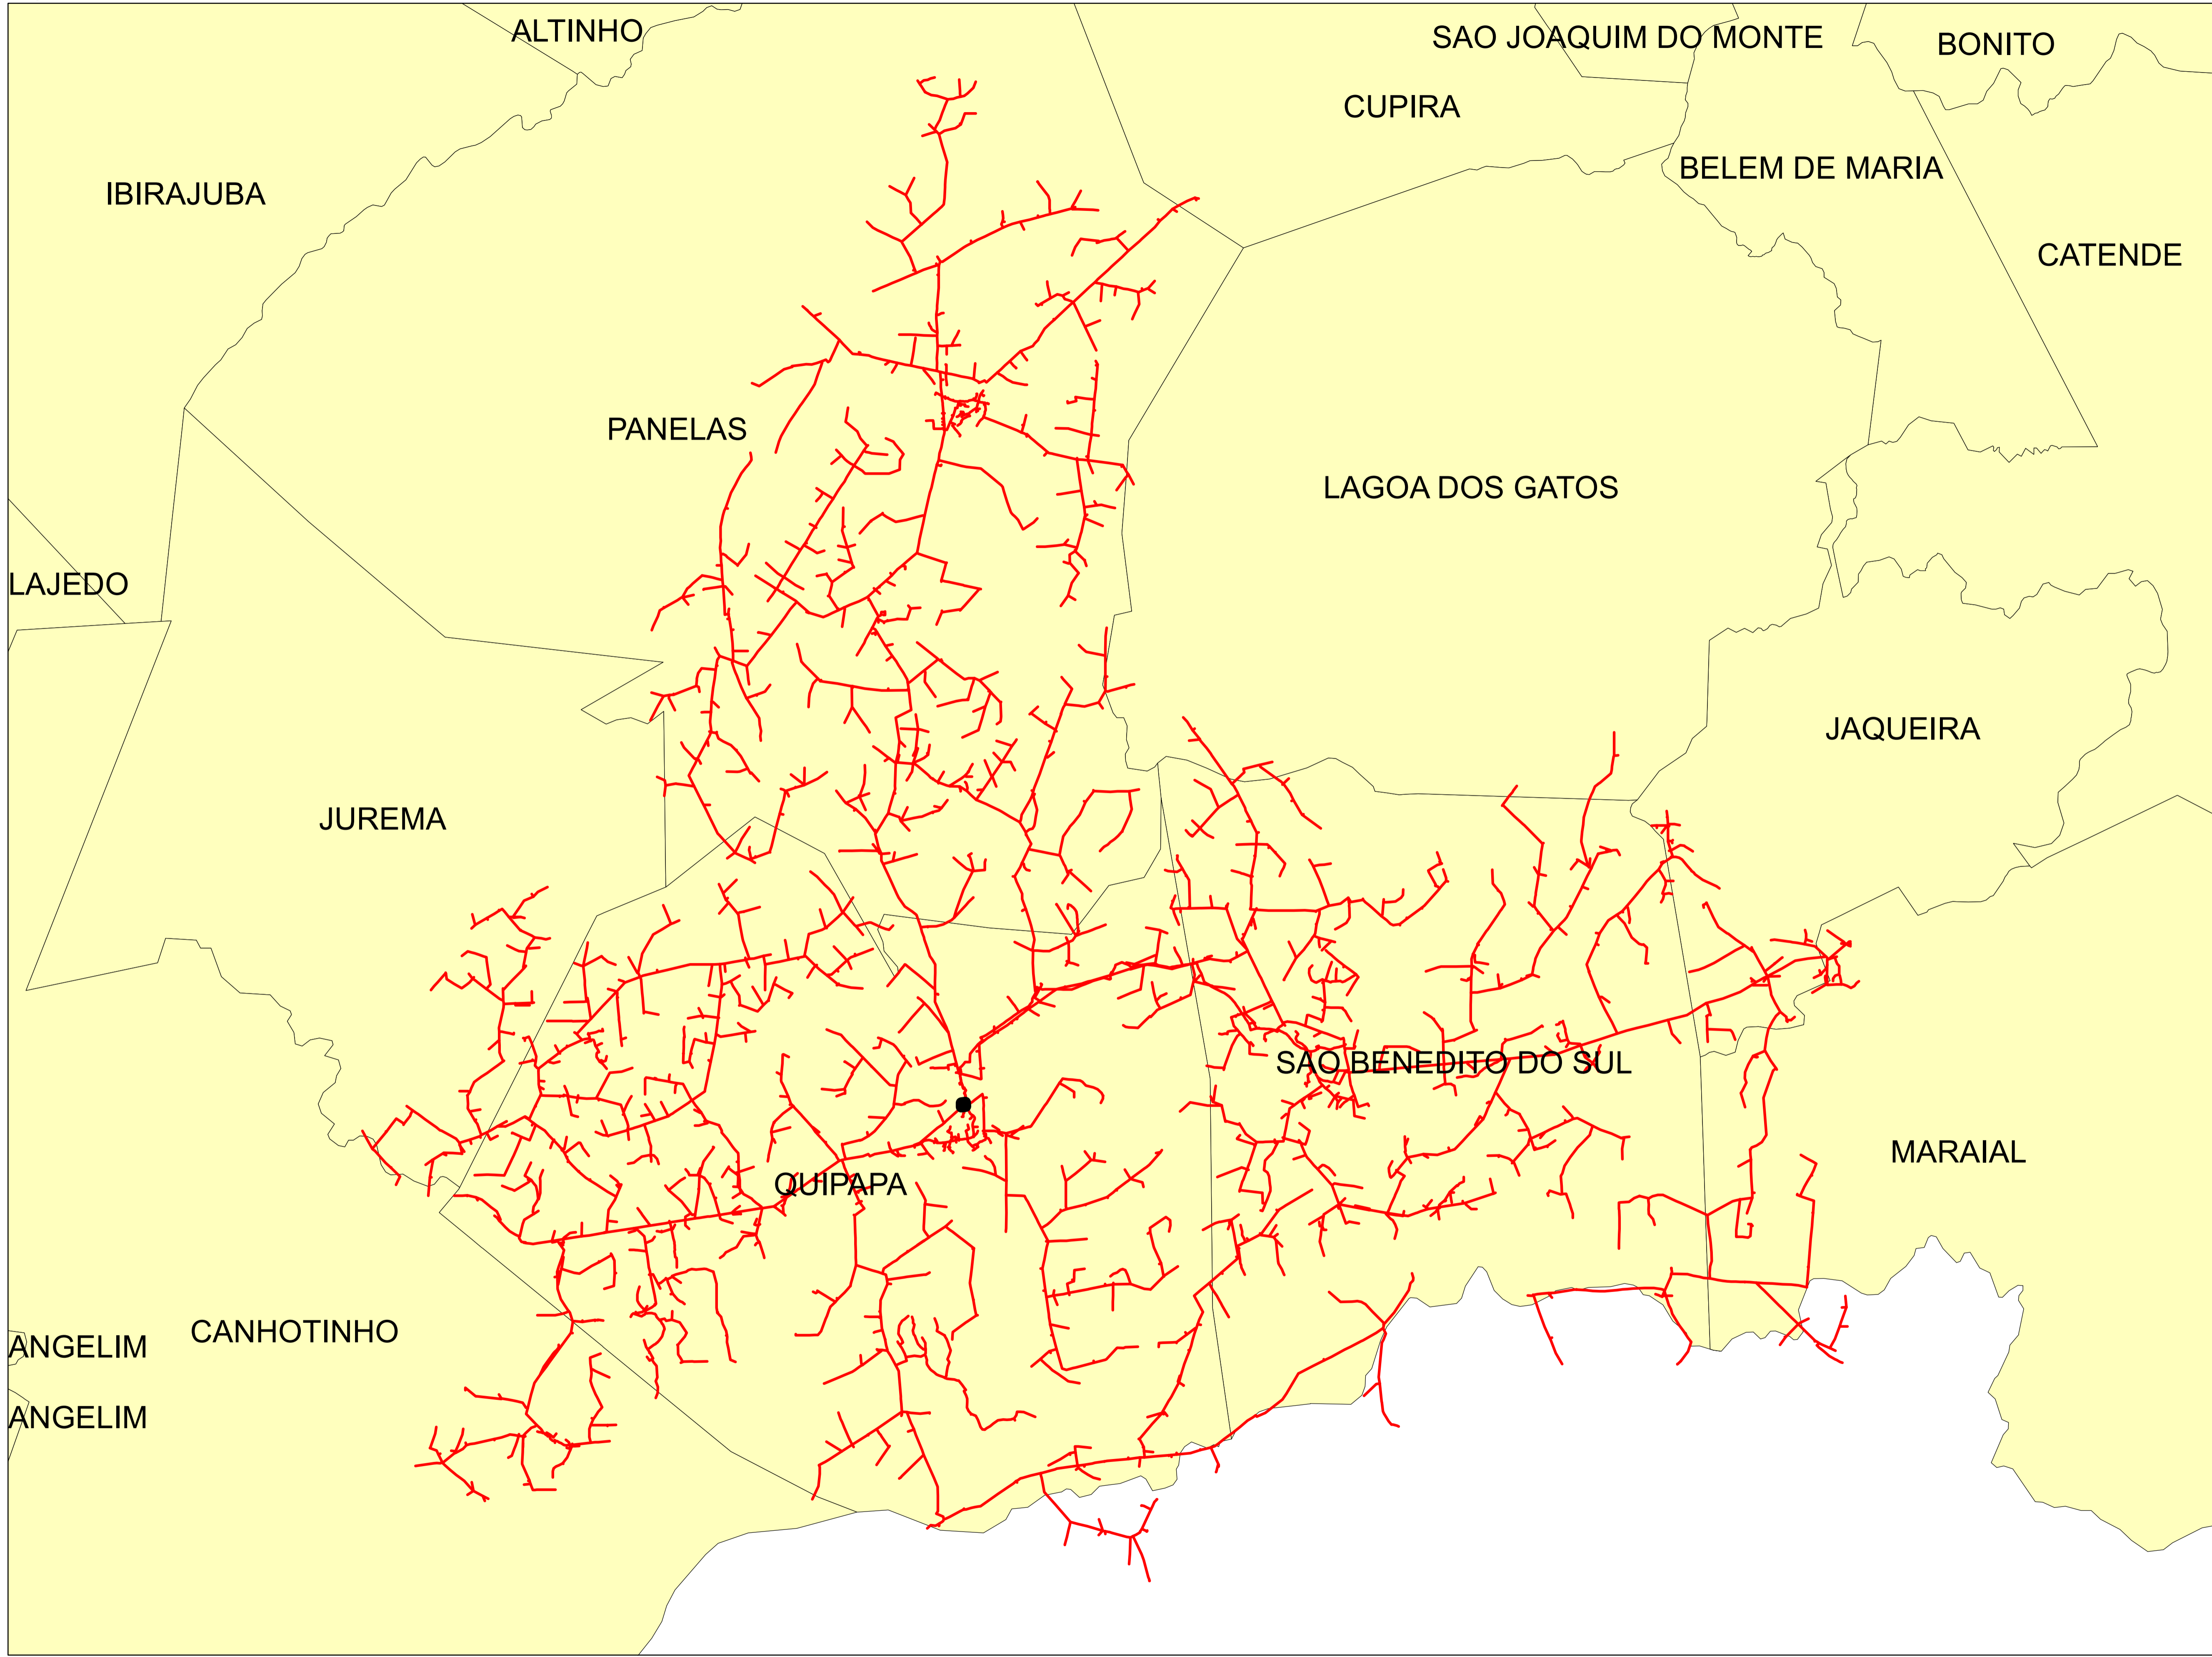 ALTINHO
SAO JOAQUIM DO MONTE
BONITO
CUPIRA
BELEM DE MARIA
IBIRAJUBA
CATENDE
PANELAS
LAGOA DOS GATOS
LAJEDO
JAQUEIRA
JUREMA
SAO BENEDITO DO SUL
MARAIAL
QUIPAPA
CANHOTINHO
ANGELIM
ANGELIM